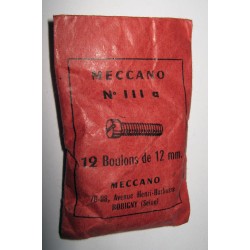 MECCANO
N° 111 a
12 Boulons de 12 mm.
MECCANO
Avenue Henri-Barbusse
BOBIGNY (Seine)